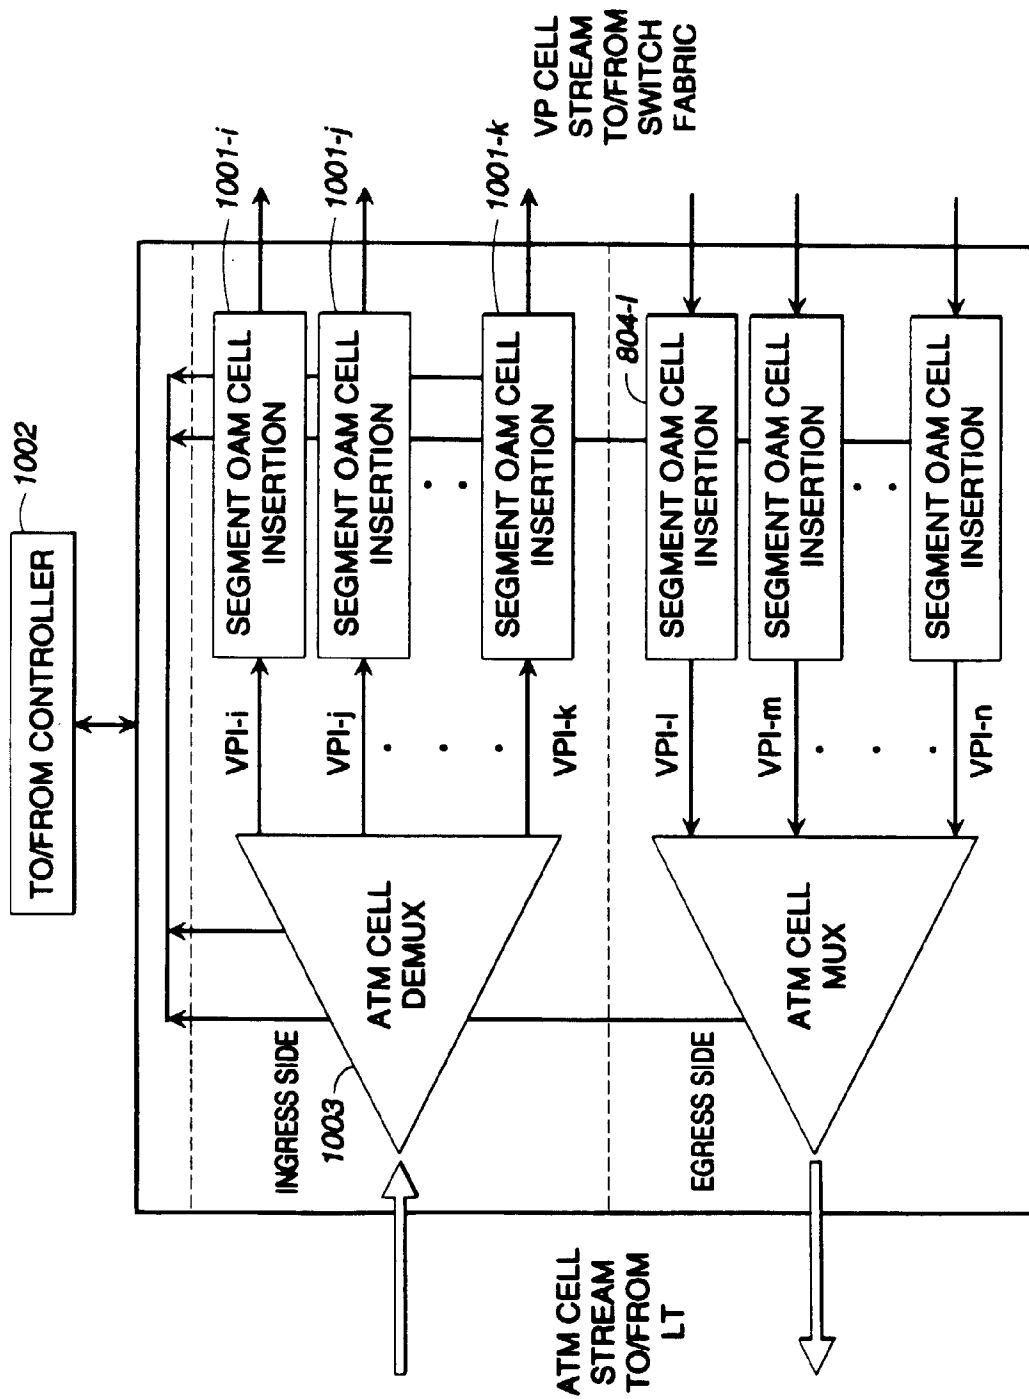 TO/FROM CONTROLLER
1002
INGRESS SIDE
1003
ATM CELL
DEMUX
VPI-i
SEGMENT OAM CELL
INSERTION
1001-i
VPI-j
SEGMENT OAM CELL
INSERTION
1001-j
VPI-k
SEGMENT OAM CELL
INSERTION
1001-k
ATM CELL
STREAM
TO/FROM
LT
VP CELL
STREAM
TO/FROM
SWITCH
FABRIC
EGRESS SIDE
ATM CELL
MUX
VPI-l
SEGMENT OAM CELL
INSERTION
804-l
VPI-m
SEGMENT OAM CELL
INSERTION
VPI-n
SEGMENT OAM CELL
INSERTION